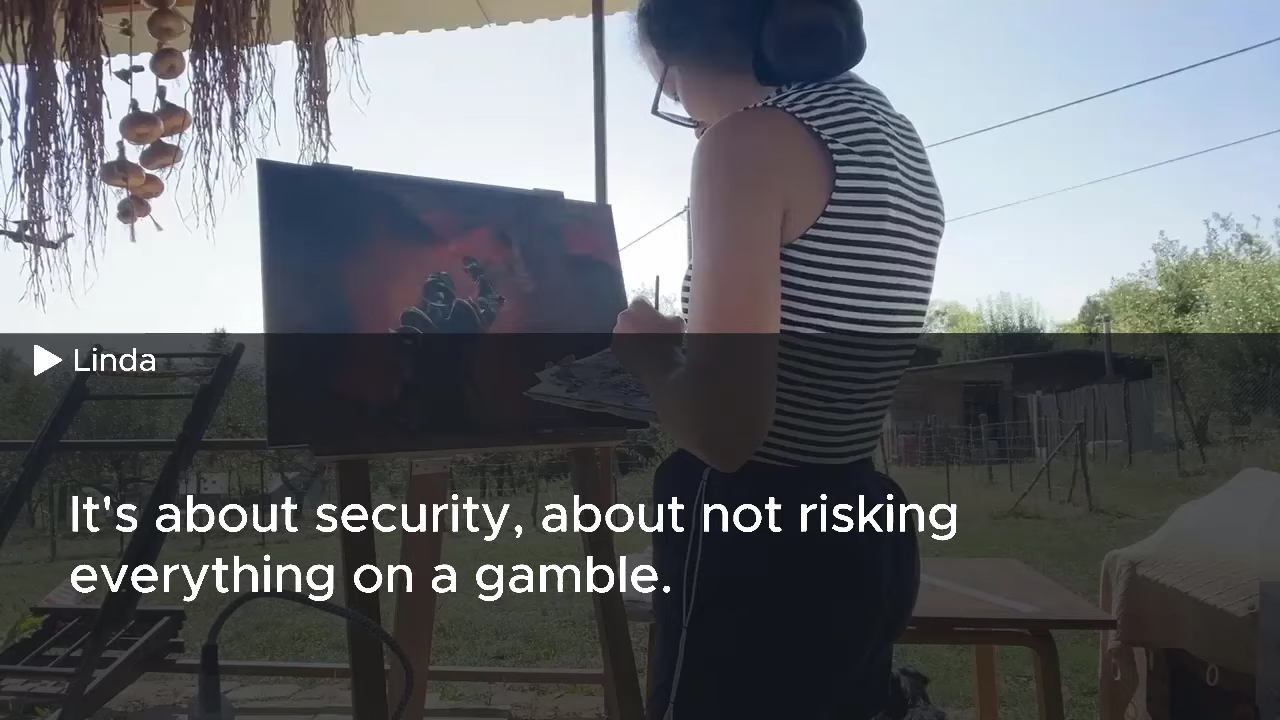 Linda
It's about security, about not risking
everything on a gamble.